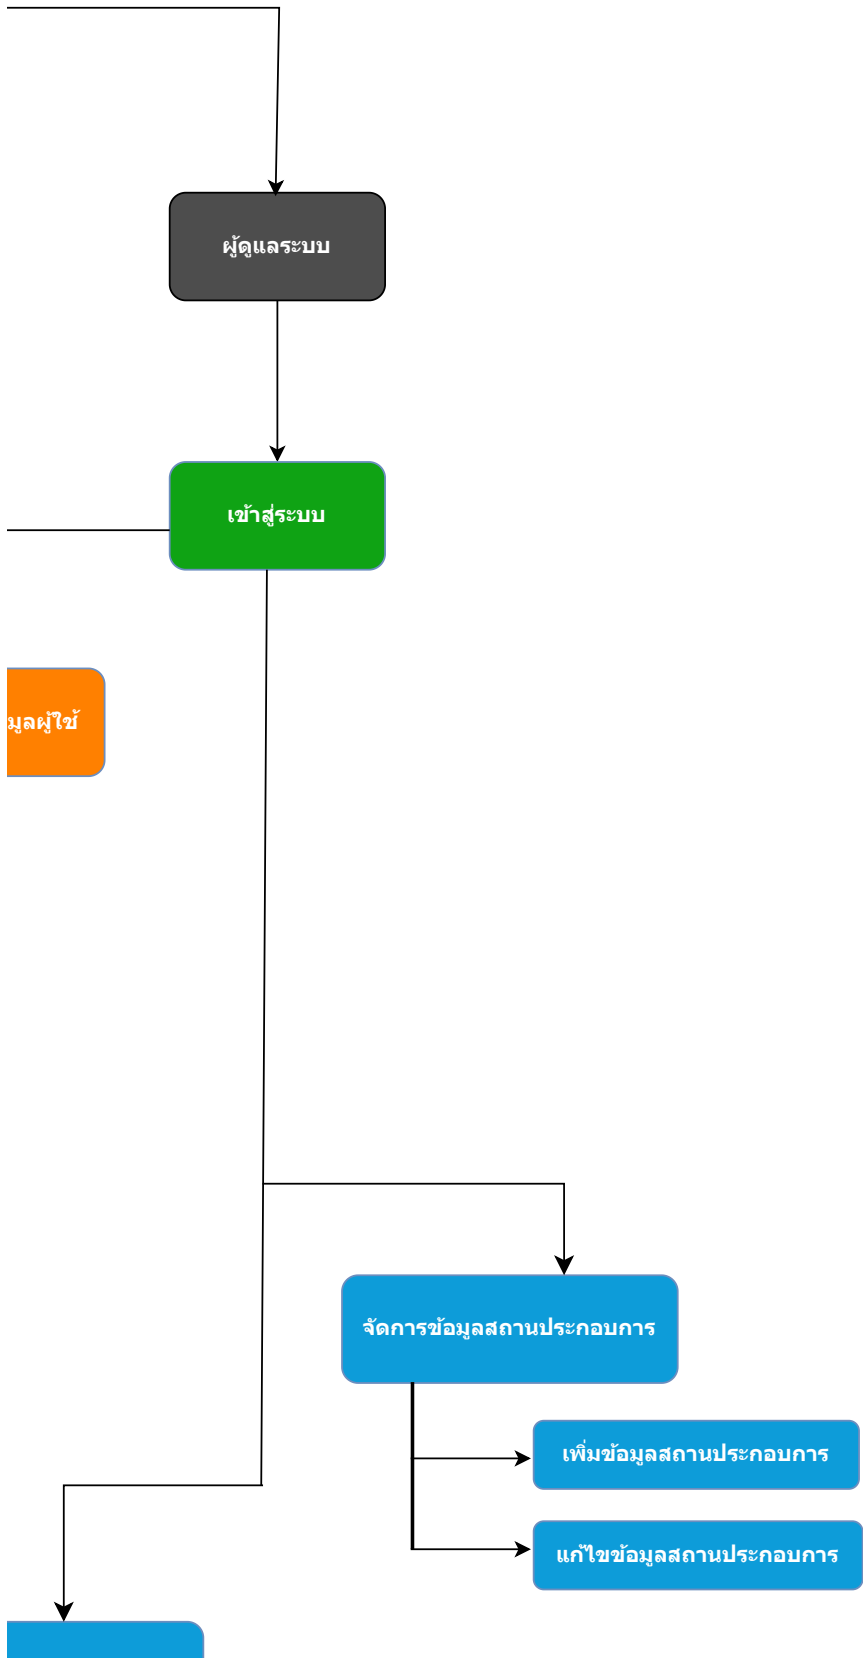 ผู้ดูแลระบบ
เข้าสู่ระบบ
มูลผู้ใช้
จัดการข้อมูลสถานประกอบการ
เพิ่มข้อมูลสถานประกอบการ
แก้ไขข้อมูลสถานประกอบการ